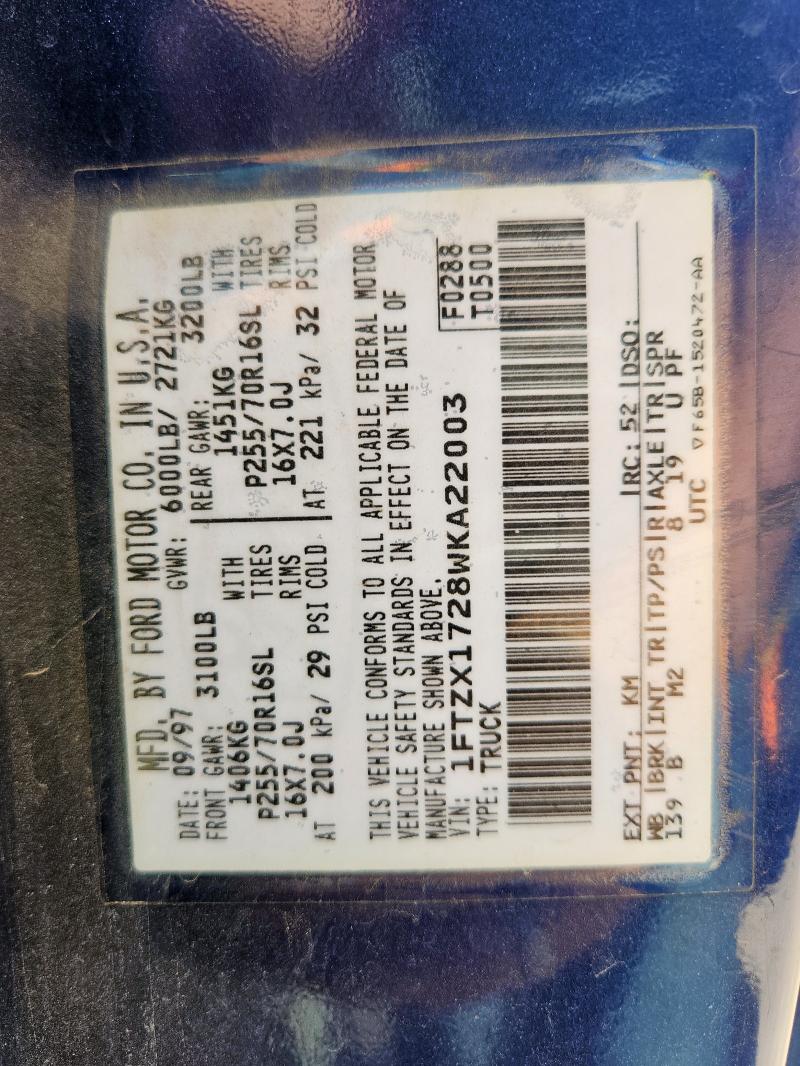 MFD. BY FORD MOTOR CO. IN U.S.A.
DATE: 09/97 GVWR: 6000LB/ 2721KG
FRONT GAWR: 3100LB REAR GAWR: 3200LB
1406KG WITH 1451KG WITH
P255/70R16SL TIRES P255/70R16SL TIRES
16X7.0J RIMS 16X7.0J RIMS
AT 200 kPa/ 29 PSI COLD AT 221 kPa/ 32 PSI COLD
THIS VEHICLE CONFORMS TO ALL APPLICABLE FEDERAL MOTOR
VEHICLE SAFETY STANDARDS IN EFFECT ON THE DATE OF
MANUFACTURE SHOWN ABOVE.
VIN: 1FTZX1728WKA22003 F0288
TYPE: TRUCK T0500
EXT PNT: KM RC: 52 DSO:
WB BRK INT TR TP/PS R AXLE TR SPR
139 B M2 8 19 U PF
UTC ▽F65B-1520472-AA